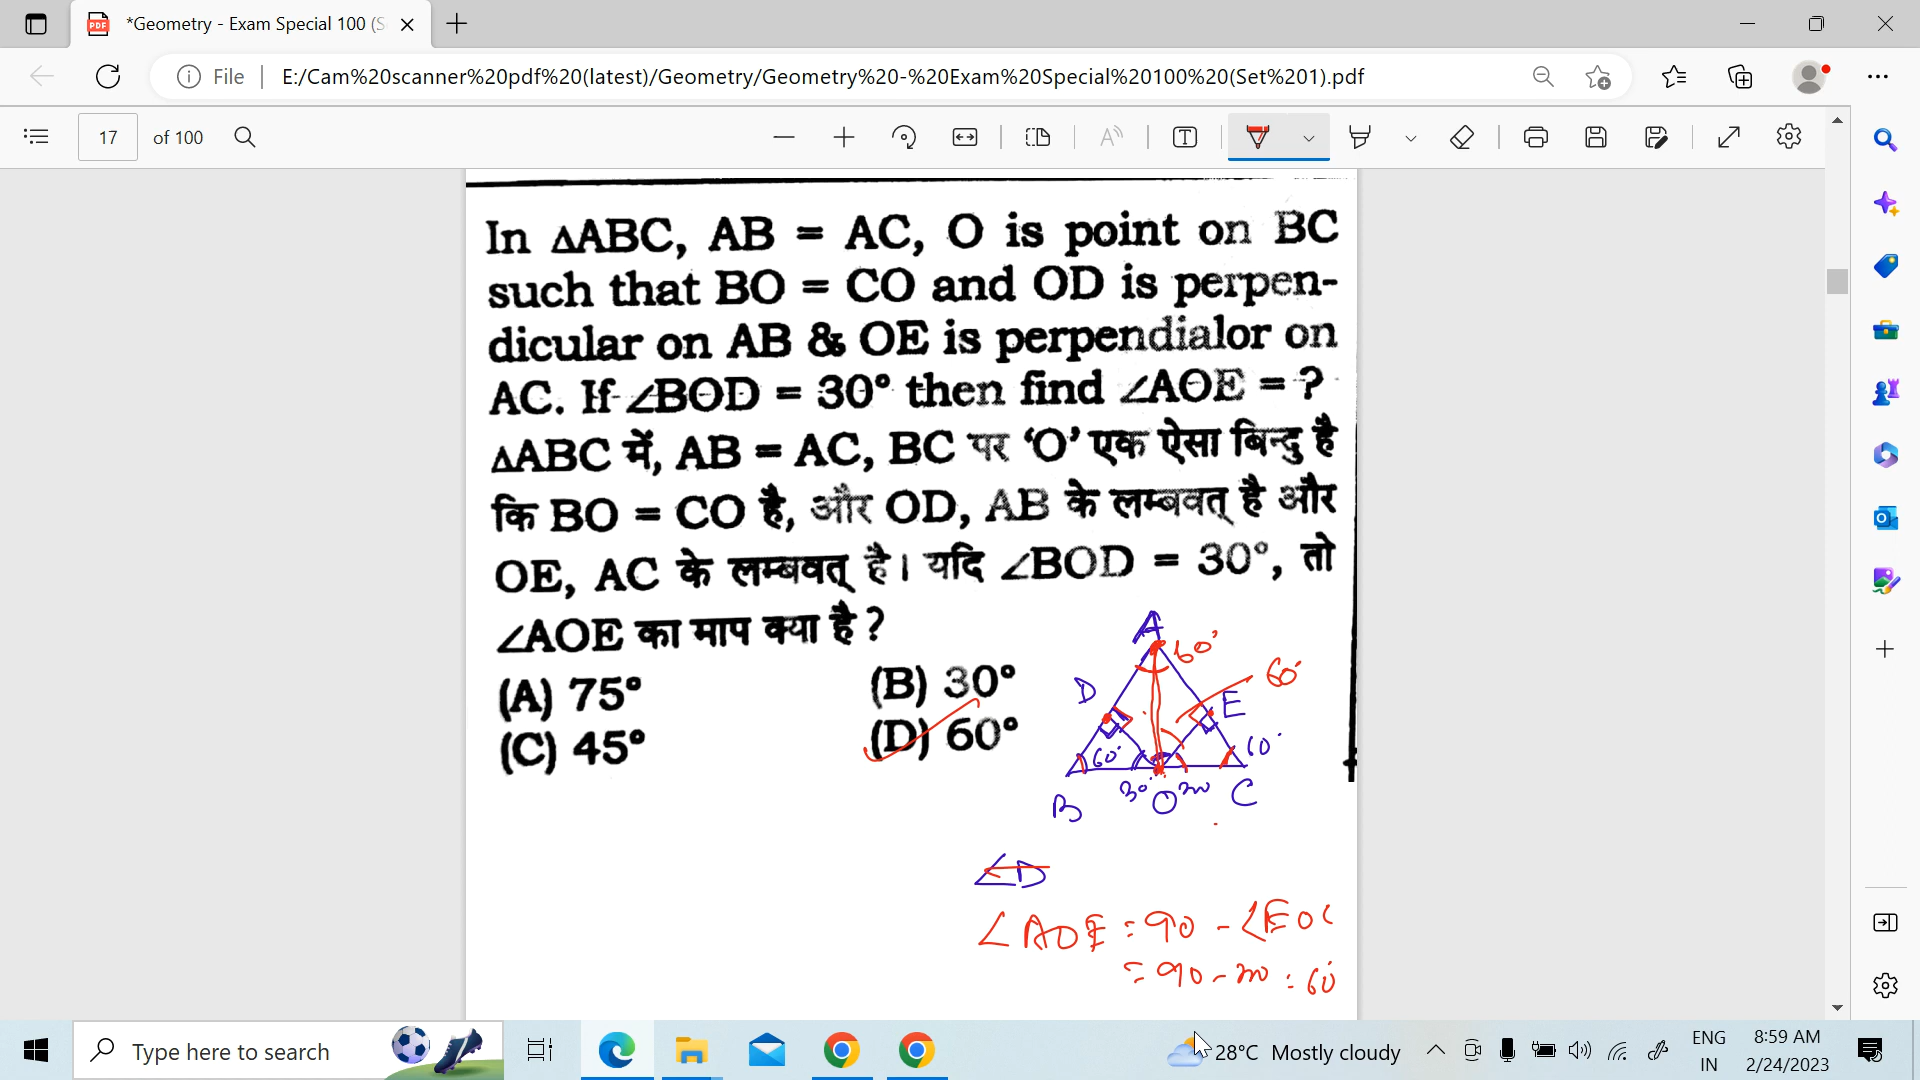 *Geometry - Exam Special 100 (S
File
E:/Cam%20scanner%20pdf%20(latest)/Geometry/Geometry%20-%20Exam%20Special%20100%20(Set%201).pdf
17 of 100
In ΔABC, AB = AC, O is point on BC
such that BO = CO and OD is perpen-
dicular on AB & OE is perpendialor on
AC. If ∠BOD = 30° then find ∠AOE = ?
ΔABC में, AB = AC, BC पर ‘O’ एक ऐसा बिन्दु है
कि BO = CO है, और OD, AB के लम्बवत् है और
OE, AC के लम्बवत् है। यदि ∠BOD = 30°, तो
∠AOE का माप क्या है ?
(A) 75° (B) 30°
(C) 45° (D) 60°
A
60°
60°
D
E
60°
60°
30° 30
B O C
∠D
∠AOE = 90 - ∠EOC
= 90 - 30 = 60
Type here to search
28°C Mostly cloudy
ENG
IN
8:59 AM
2/24/2023